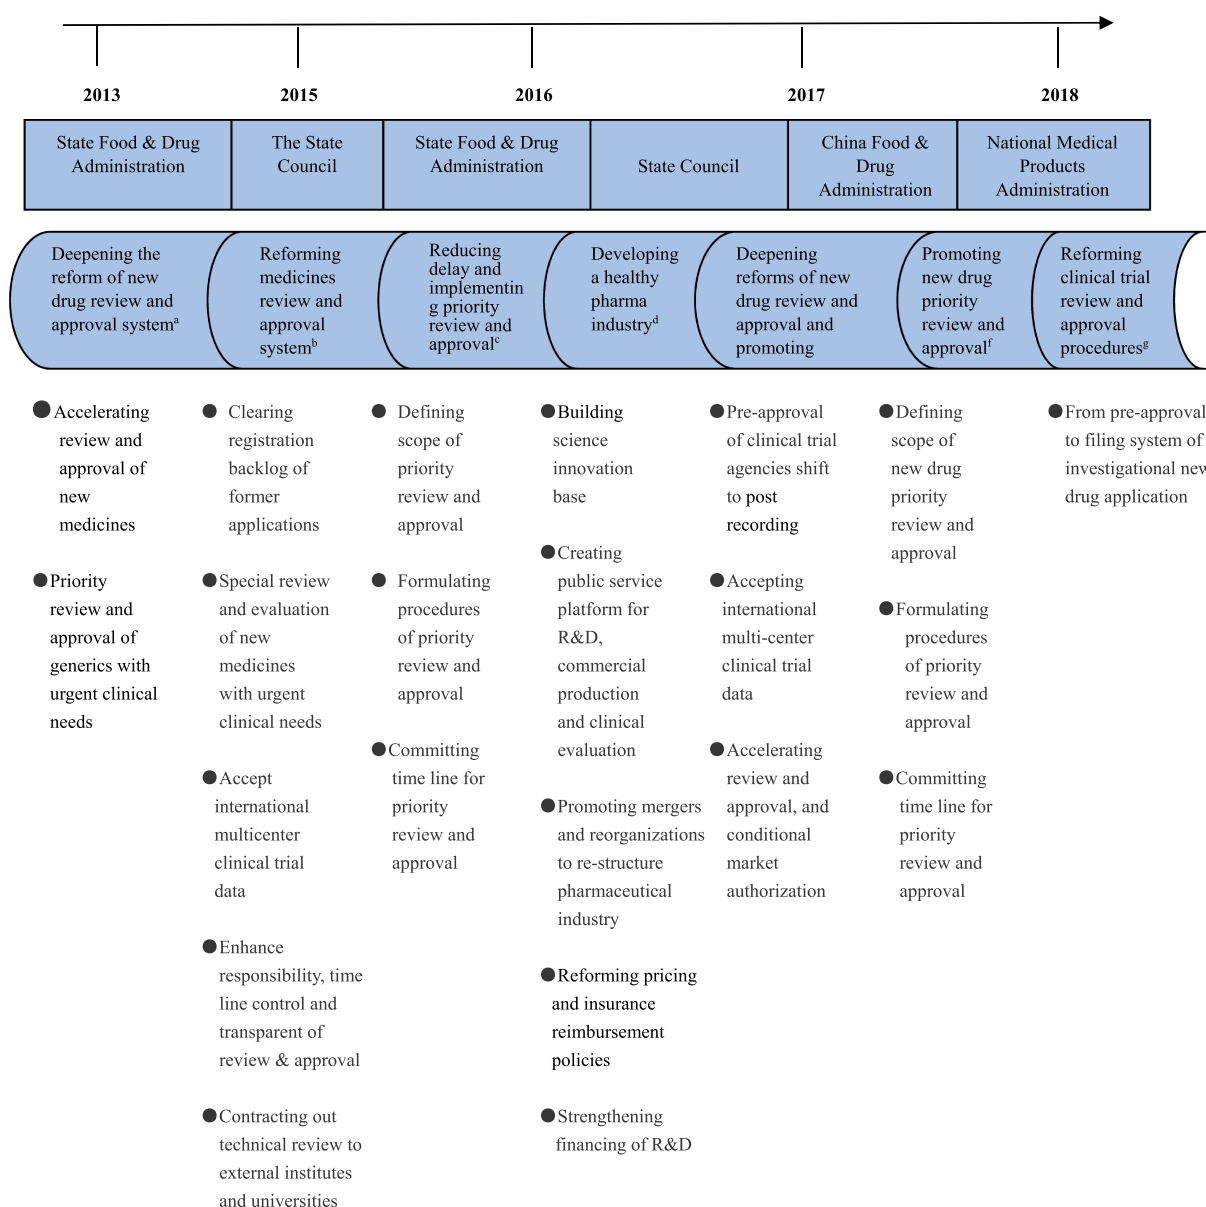 2013
2015
2016
2017
2018
State Food & Drug
Administration
The State
Council
State Food & Drug
Administration
State Council
China Food &
Drug
Administration
National Medical
Products
Administration
Deepening the
reform of new
drug review and
approval systemᵃ
Reforming
medicines
review and
approval
systemᵇ
Reducing
delay and
implementin
g priority
review and
approvalᶜ
Developing
a healthy
pharma
industryᵈ
Deepening
reforms of new
drug review and
approval and
promoting
Promoting
new drug
priority
review and
approvalᶠ
Reforming
clinical trial
review and
approval
proceduresᵍ
● Accelerating
review and
approval of
new
medicines
● Priority
review and
approval of
generics with
urgent clinical
needs
● Clearing
registration
backlog of
former
applications
● Special review
and evaluation
of new
medicines
with urgent
clinical needs
● Accept
international
multicenter
clinical trial
data
● Enhance
responsibility, time
line control and
transparent of
review & approval
● Contracting out
technical review to
external institutes
and universities
● Defining
scope of
priority
review and
approval
● Formulating
procedures
of priority
review and
approval
● Committing
time line for
priority
review and
approval
● Building
science
innovation
base
● Creating
public service
platform for
R&D,
commercial
production
and clinical
evaluation
● Promoting mergers
and reorganizations
to re-structure
pharmaceutical
industry
● Reforming pricing
and insurance
reimbursement
policies
● Strengthening
financing of R&D
● Pre-approval
of clinical trial
agencies shift
to post
recording
● Accepting
international
multi-center
clinical trial
data
● Accelerating
review and
approval, and
conditional
market
authorization
● Defining
scope of
new drug
priority
review and
approval
● Formulating
procedures
of priority
review and
approval
● Committing
time line for
priority
review and
approval
● From pre-approval
to filing system of
investigational new
drug application